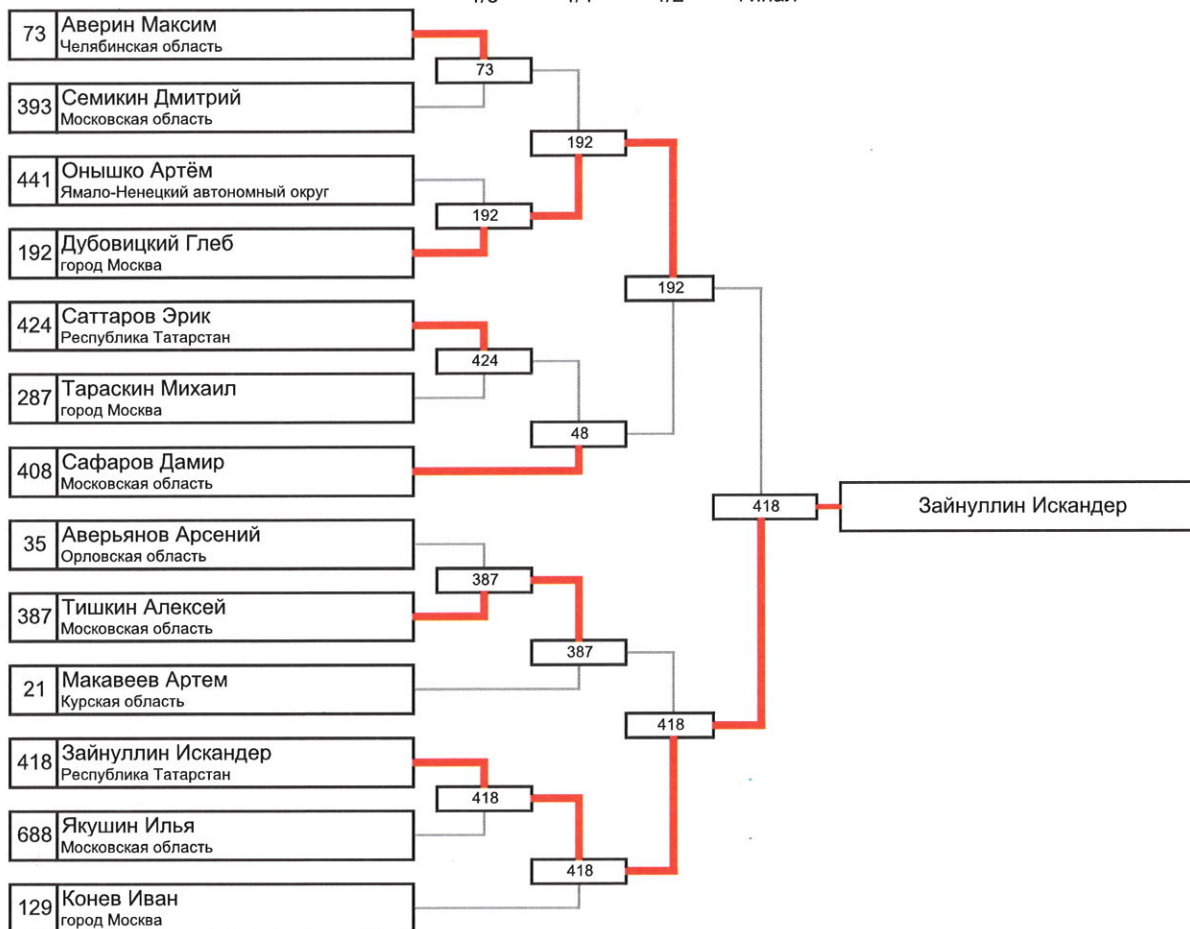 73 Аверин Максим
Челябинская область
73
393 Семикин Дмитрий
Московская область
192
441 Онышко Артём
Ямало-Ненецкий автономный округ
192
192 Дубовицкий Глеб
город Москва
192
424 Саттаров Эрик
Республика Татарстан
424
287 Тараскин Михаил
город Москва
48
408 Сафаров Дамир
Московская область
418 Зайнуллин Искандер
35 Аверьянов Арсений
Орловская область
387
387 Тишкин Алексей
Московская область
387
21 Макавеев Артем
Курская область
418
418 Зайнуллин Искандер
Республика Татарстан
418
688 Якушин Илья
Московская область
418
129 Конев Иван
город Москва